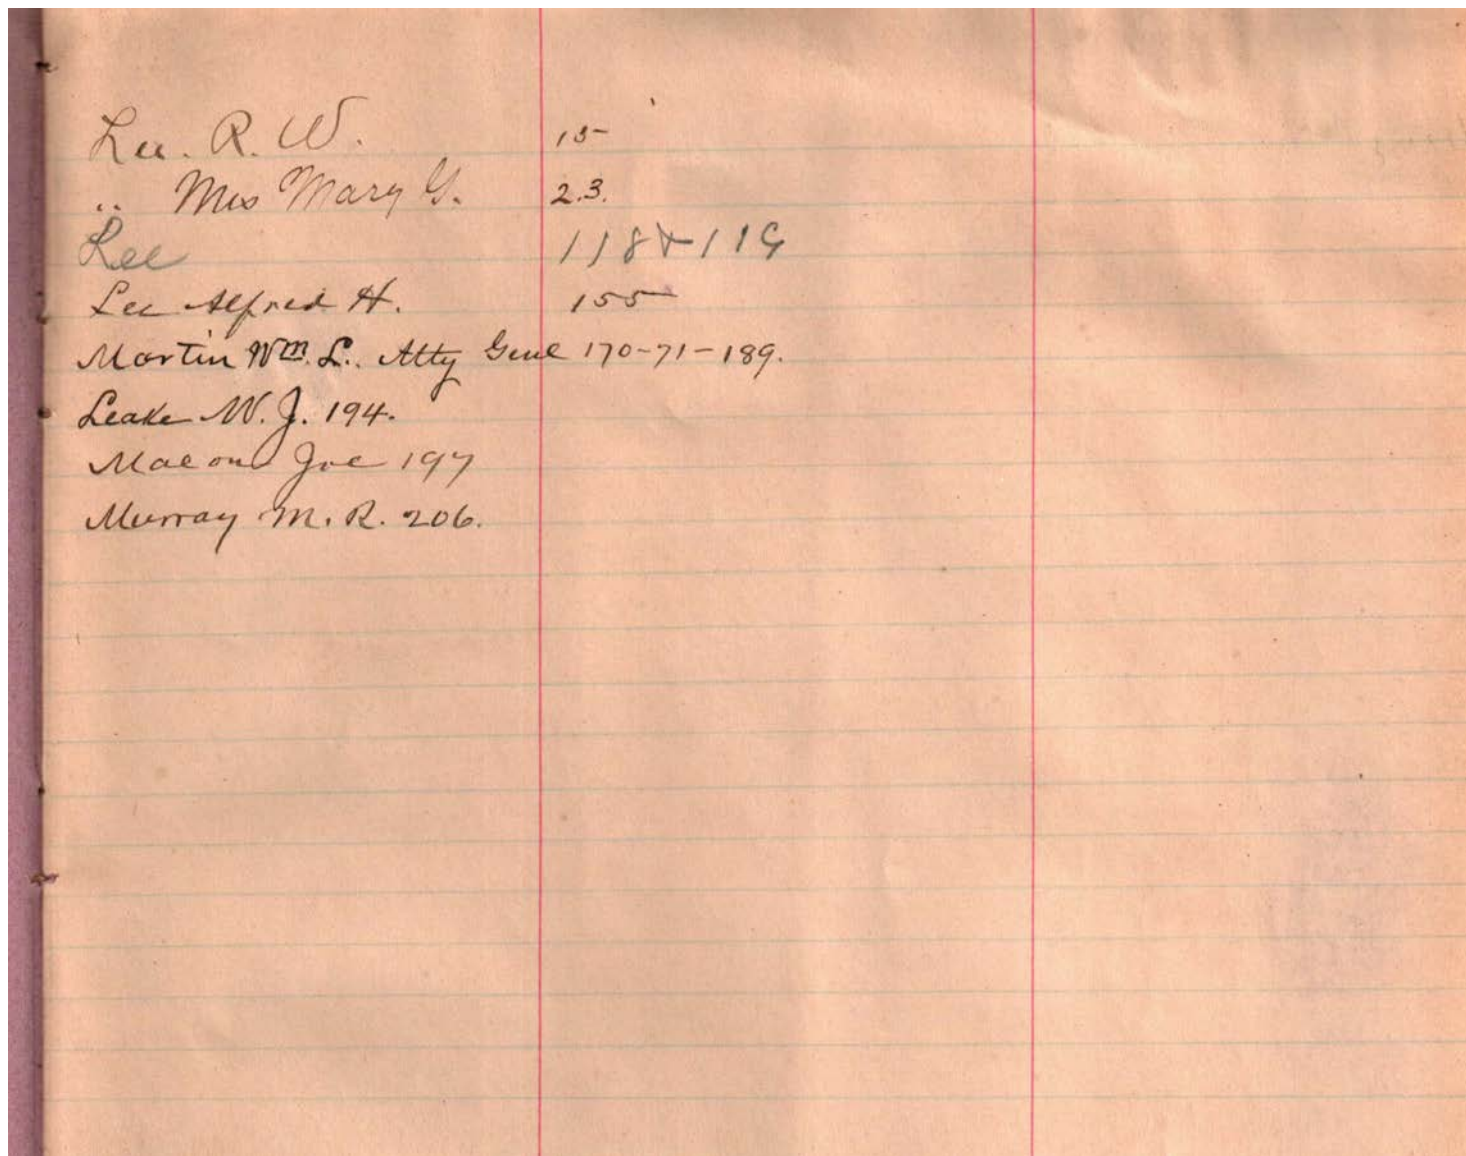 Lee. R. W. 15
" Mrs Mary G. 23.
Lee 118 & 119
Lee Alfred H. 155
Martin Wm. L.. Atty Genl 170-71-189.
Leake W. J. 194.
Macon Joe 197
Murray M. R. 206.